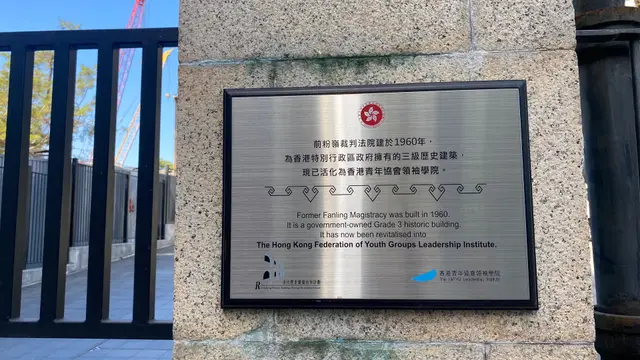 前粉嶺裁判法院建於1960年，
為香港特別行政區政府擁有的三級歷史建築，
現已活化為香港青年協會領袖學院。
Former Fanling Magistracy was built in 1960.
It is a government-owned Grade 3 historic building.
It has now been revitalised into
The Hong Kong Federation of Youth Groups Leadership Institute.
R
香港青年協會領袖學院